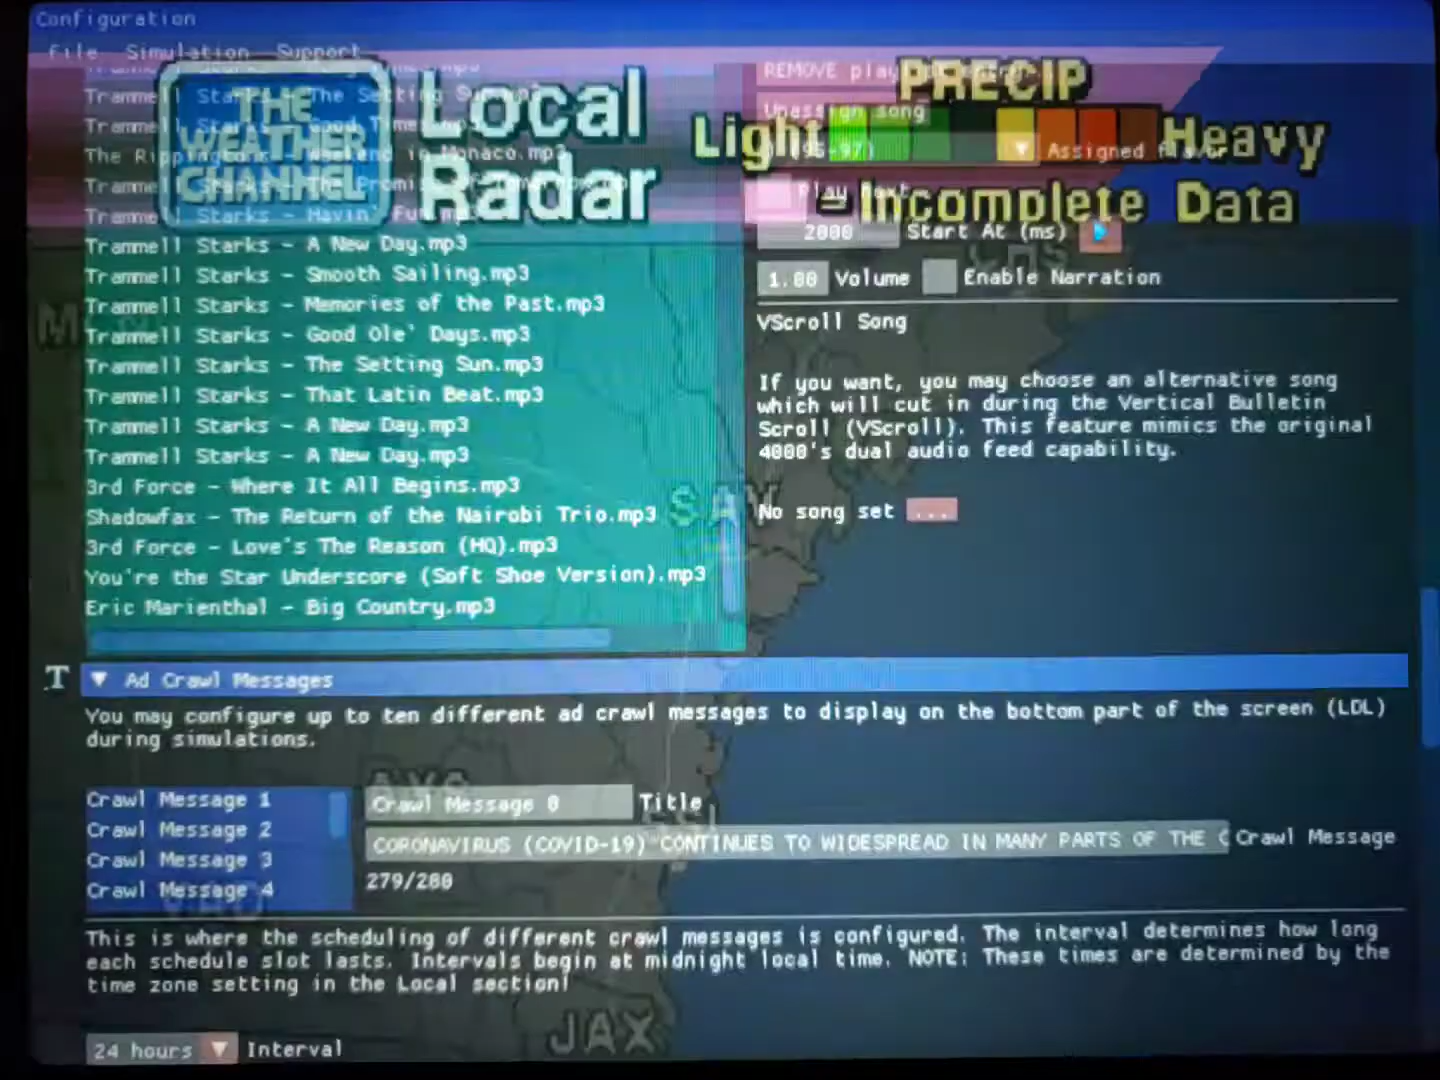 Configuration
File Simulation Support
THE WEATHER CHANNEL
Local Radar
PRECIP
Light Heavy
Incomplete Data
REMOVE
Unassign song
(95-97) Assigned flavor
Play Next
2000 Start At (ms)
1.00 Volume Enable Narration
Trammell Starks - The Setting Sun.mp3
Trammell Starks - Good Times.mp3
The Rippingtons - Weekend in Monaco.mp3
Trammell Starks - The Promise
Trammell Starks - Havin' Fun.mp3
Trammell Starks - A New Day.mp3
Trammell Starks - Smooth Sailing.mp3
Trammell Starks - Memories of the Past.mp3
Trammell Starks - Good Ole' Days.mp3
Trammell Starks - The Setting Sun.mp3
Trammell Starks - That Latin Beat.mp3
Trammell Starks - A New Day.mp3
Trammell Starks - A New Day.mp3
3rd Force - Where It All Begins.mp3
Shadowfax - The Return of the Nairobi Trio.mp3
3rd Force - Love's The Reason (HQ).mp3
You're the Star Underscore (Soft Shoe Version).mp3
Eric Marienthal - Big Country.mp3
CHS
SAV
VScroll Song
If you want, you may choose an alternative song
which will cut in during the Vertical Bulletin
Scroll (VScroll). This feature mimics the original
4000's dual audio feed capability.
No song set ...
T
Ad Crawl Messages
You may configure up to ten different ad crawl messages to display on the bottom part of the screen (LDL)
during simulations.
Crawl Message 1
Crawl Message 2
Crawl Message 3
Crawl Message 4
Crawl Message 0 Title
CORONAVIRUS (COVID-19) CONTINUES TO WIDESPREAD IN MANY PARTS OF THE C Crawl Message
279/280
This is where the scheduling of different crawl messages is configured. The interval determines how long
each schedule slot lasts. Intervals begin at midnight local time. NOTE: These times are determined by the
time zone setting in the Local section!
JAX
24 hours Interval